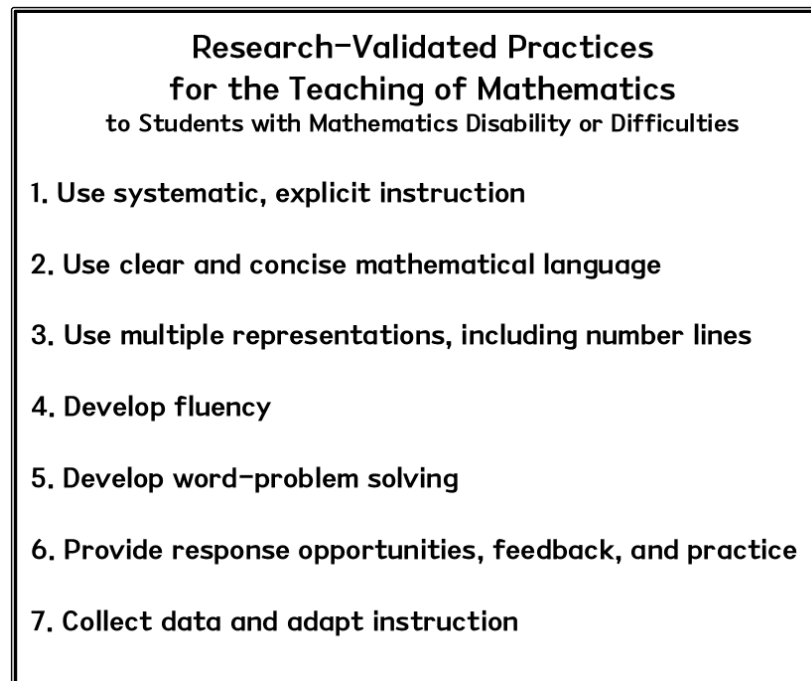 Research-Validated Practices
for the Teaching of Mathematics
to Students with Mathematics Disability or Difficulties
1. Use systematic, explicit instruction
2. Use clear and concise mathematical language
3. Use multiple representations, including number lines
4. Develop fluency
5. Develop word-problem solving
6. Provide response opportunities, feedback, and practice
7. Collect data and adapt instruction